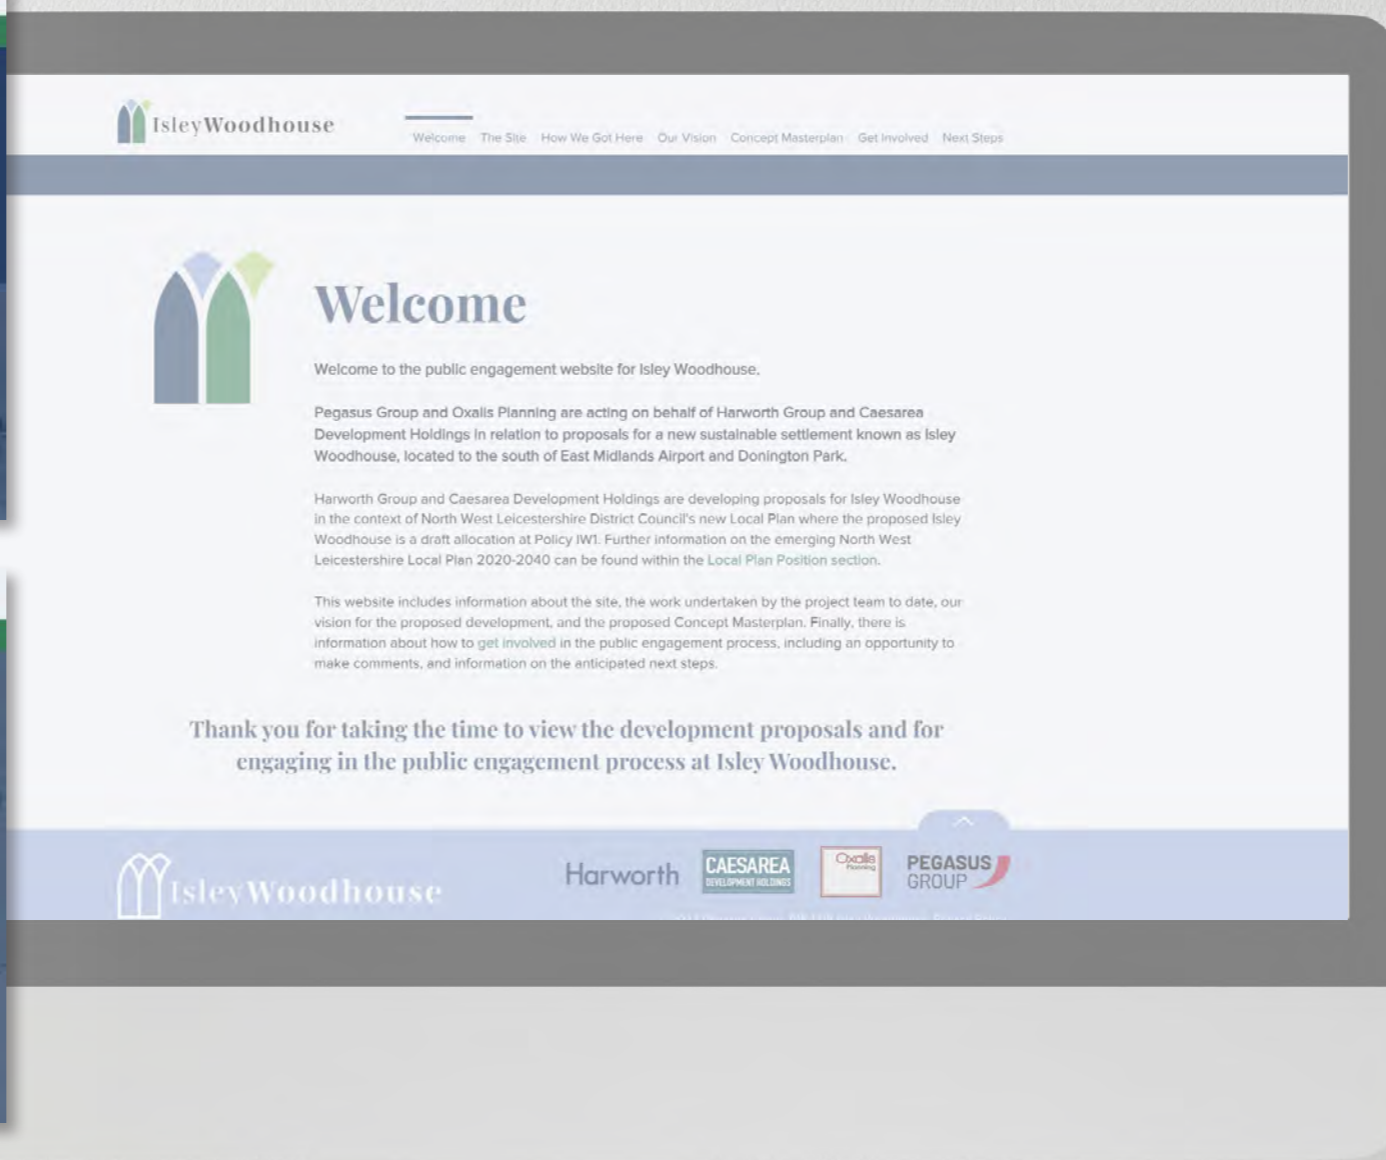 IsleyWoodhouse
Welcome The Site How We Got Here Our Vision Concept Masterplan Get Involved Next Steps
Welcome
Welcome to the public engagement website for Isley Woodhouse.
Pegasus Group and Oxalis Planning are acting on behalf of Harworth Group and Caesarea
Development Holdings in relation to proposals for a new sustainable settlement known as Isley
Woodhouse, located to the south of East Midlands Airport and Donington Park.
Harworth Group and Caesarea Development Holdings are developing proposals for Isley Woodhouse
in the context of North West Leicestershire District Council's new Local Plan where the proposed Isley
Woodhouse is a draft allocation at Policy IW1. Further information on the emerging North West
Leicestershire Local Plan 2020-2040 can be found within the Local Plan Position section.
This website includes information about the site, the work undertaken by the project team to date, our
vision for the proposed development, and the proposed Concept Masterplan. Finally, there is
information about how to get involved in the public engagement process, including an opportunity to
make comments, and information on the anticipated next steps.
Thank you for taking the time to view the development proposals and for
engaging in the public engagement process at Isley Woodhouse.
IsleyWoodhouse
Harworth
CAESAREA
DEVELOPMENT HOLDINGS
Oxalis
Planning
PEGASUS
GROUP